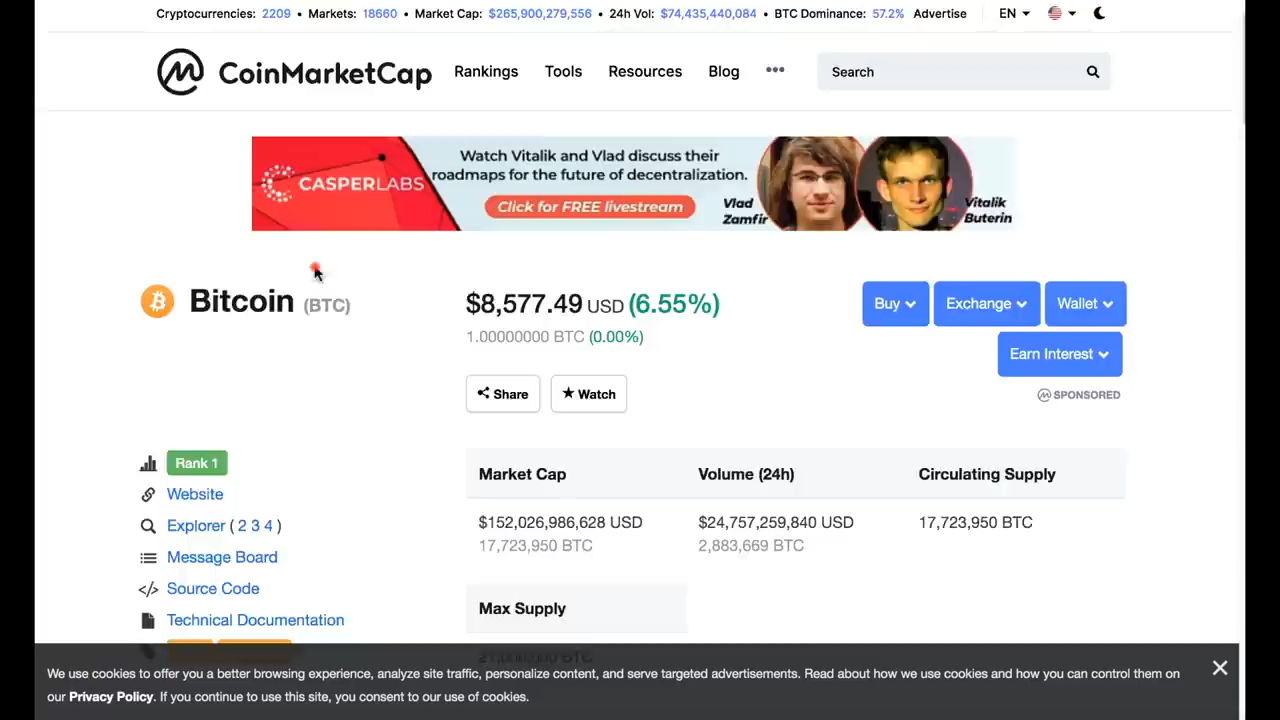 Cryptocurrencies: 2209 • Markets: 18660 • Market Cap: $265,900,279,556 • 24h Vol: $74,435,440,084 • BTC Dominance: 57.2% Advertise EN
CoinMarketCap Rankings Tools Resources Blog ••• Search
CASPERLABS
Watch Vitalik and Vlad discuss their
roadmaps for the future of decentralization.
Click for FREE livestream
Vlad
Zamfir
Vitalik
Buterin
Bitcoin (BTC)
$8,577.49 USD (6.55%)
1.00000000 BTC (0.00%)
Buy Exchange Wallet
Earn Interest
Share Watch
SPONSORED
Rank 1
Website
Explorer ( 2 3 4 )
Message Board
Source Code
Technical Documentation
Market Cap Volume (24h) Circulating Supply
$152,026,986,628 USD $24,757,259,840 USD 17,723,950 BTC
17,723,950 BTC 2,883,669 BTC
Max Supply
We use cookies to offer you a better browsing experience, analyze site traffic, personalize content, and serve targeted advertisements. Read about how we use cookies and how you can control them on
our Privacy Policy. If you continue to use this site, you consent to our use of cookies.